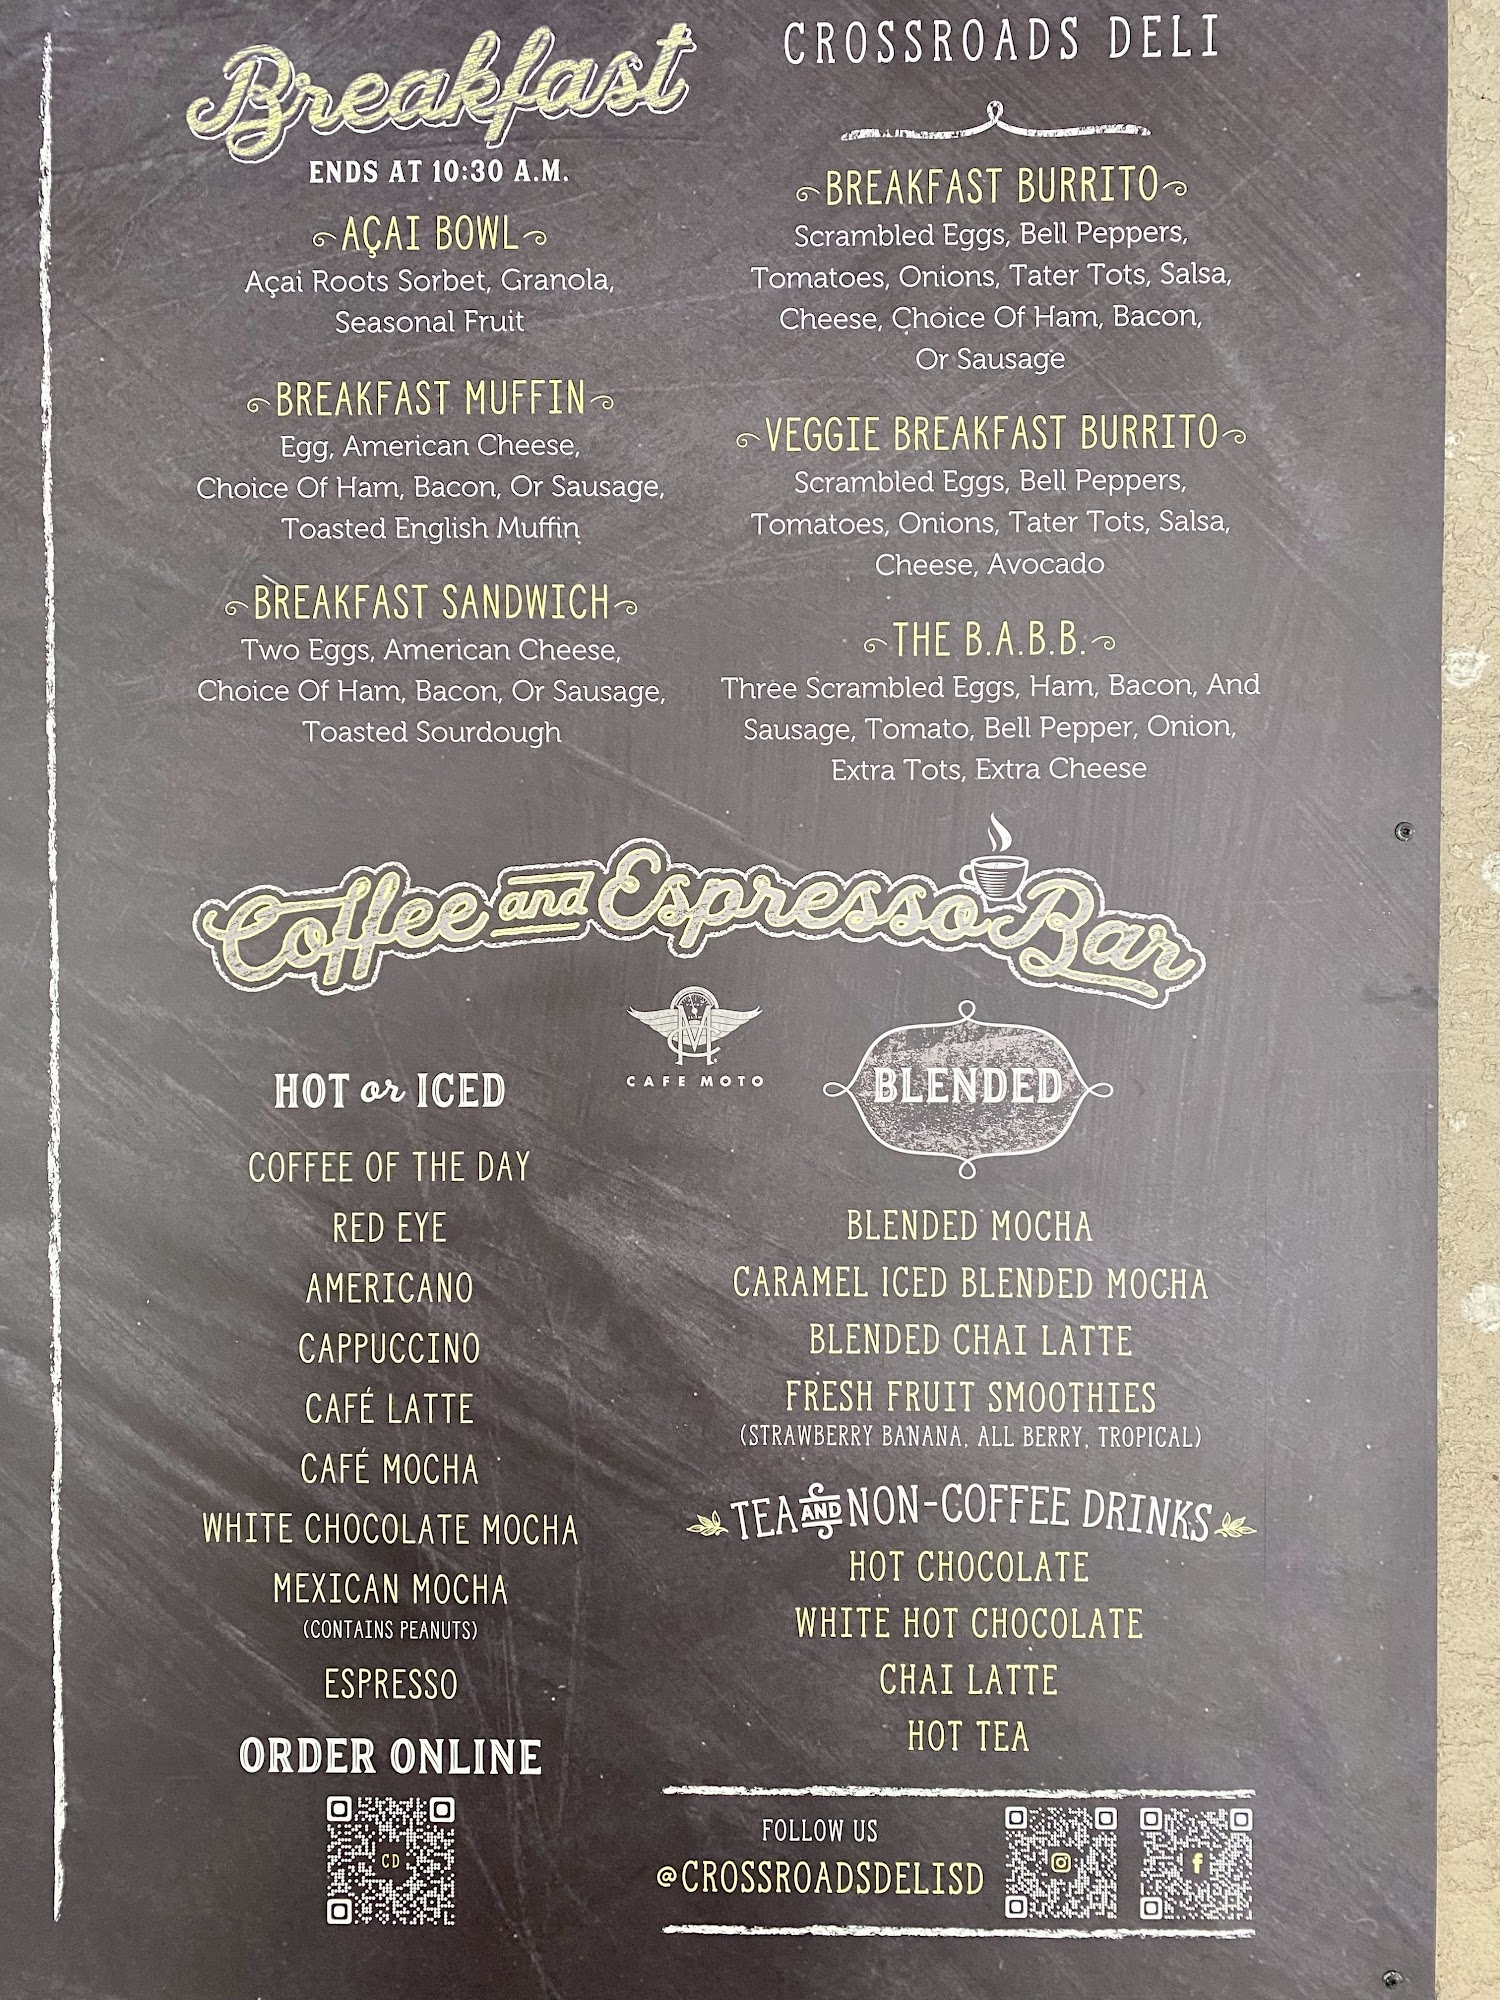 Breakfast
ENDS AT 10:30 A.M.
AÇAI BOWL
Açai Roots Sorbet, Granola,
Seasonal Fruit
BREAKFAST MUFFIN
Egg, American Cheese,
Choice Of Ham, Bacon, Or Sausage,
Toasted English Muffin
BREAKFAST SANDWICH
Two Eggs, American Cheese,
Choice Of Ham, Bacon, Or Sausage,
Toasted Sourdough
CROSSROADS DELI
BREAKFAST BURRITO
Scrambled Eggs, Bell Peppers,
Tomatoes, Onions, Tater Tots, Salsa,
Cheese, Choice Of Ham, Bacon,
Or Sausage
VEGGIE BREAKFAST BURRITO
Scrambled Eggs, Bell Peppers,
Tomatoes, Onions, Tater Tots, Salsa,
Cheese, Avocado
THE B.A.B.B.
Three Scrambled Eggs, Ham, Bacon, And
Sausage, Tomato, Bell Pepper, Onion,
Extra Tots, Extra Cheese
Coffee and Espresso Bar
CAFE MOTO
HOT or ICED
COFFEE OF THE DAY
RED EYE
AMERICANO
CAPPUCCINO
CAFÉ LATTE
CAFÉ MOCHA
WHITE CHOCOLATE MOCHA
MEXICAN MOCHA
(CONTAINS PEANUTS)
ESPRESSO
ORDER ONLINE
CD
BLENDED
BLENDED MOCHA
CARAMEL ICED BLENDED MOCHA
BLENDED CHAI LATTE
FRESH FRUIT SMOOTHIES
(STRAWBERRY BANANA, ALL BERRY, TROPICAL)
TEA AND NON-COFFEE DRINKS
HOT CHOCOLATE
WHITE HOT CHOCOLATE
CHAI LATTE
HOT TEA
FOLLOW US
@CROSSROADSDELISD